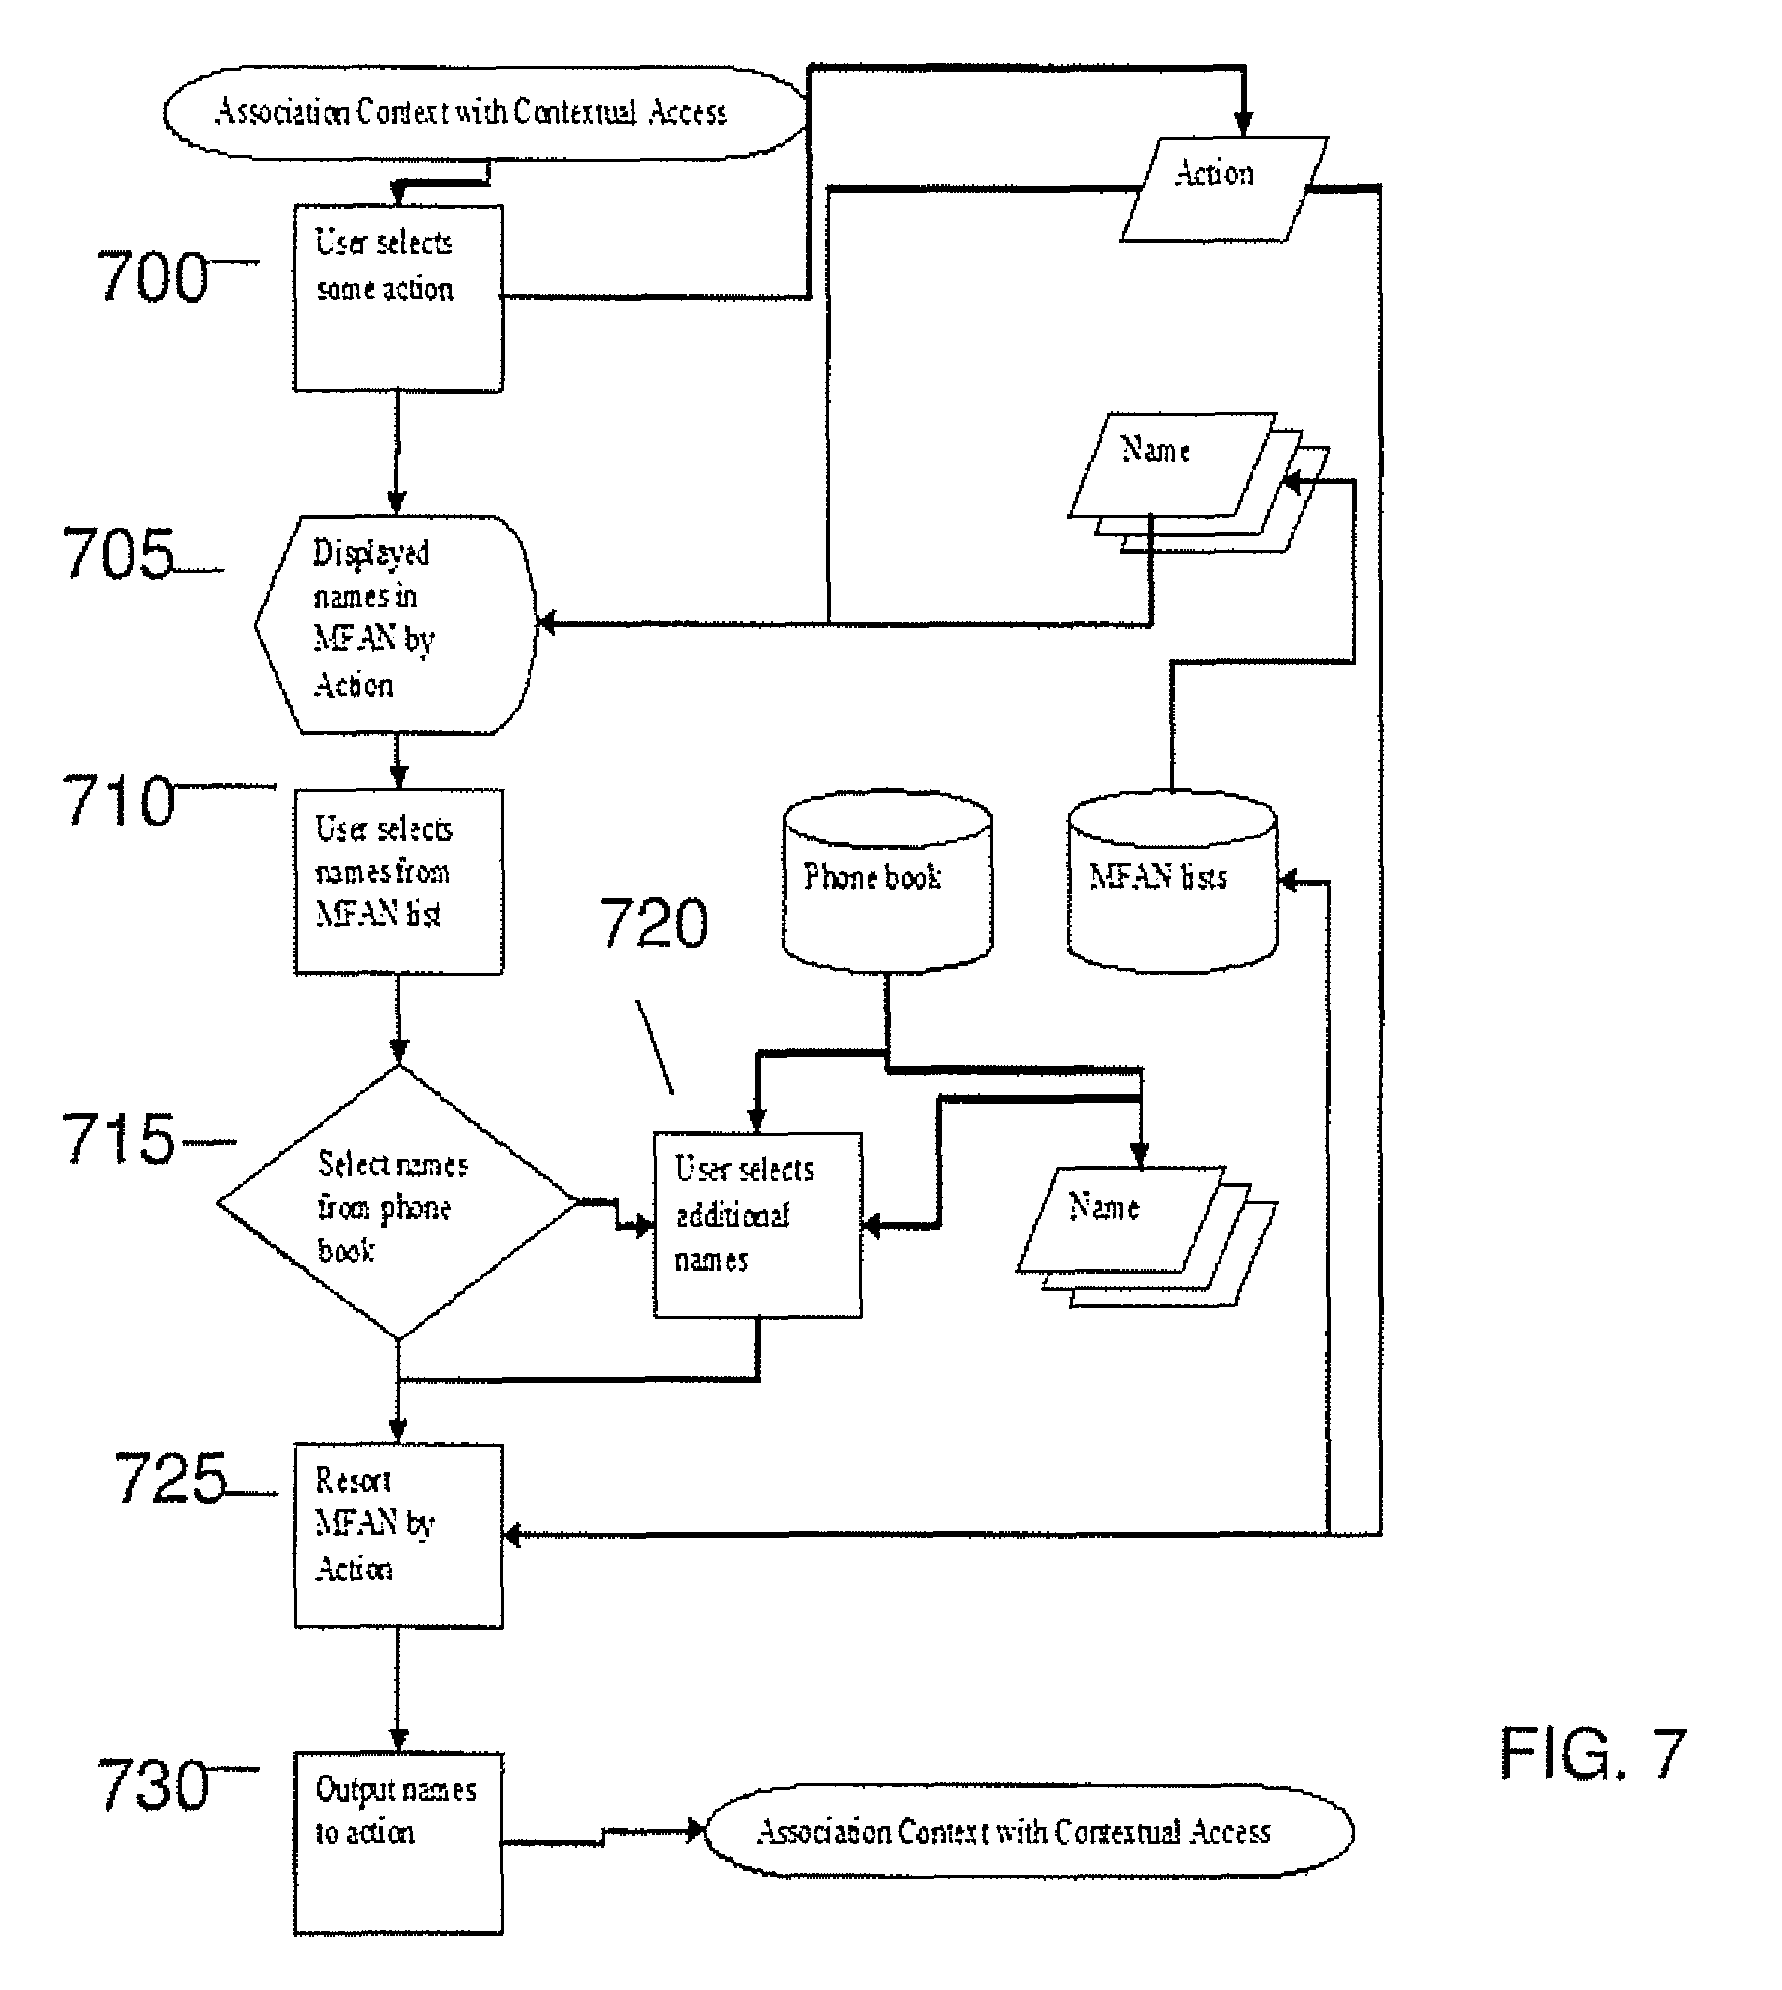 Association Context with Contextual Access
Action
700
User selects
some action
Name
705
Displayed
names in
MFAN by
Action
710
User selects
names from
MFAN list
Phone book
MFAN lists
720
715
Select names
from phone
book
User selects
additional
names
Name
725
Resort
MFAN by
Action
730
Output names
to action
Association Context with Contextual Access
FIG. 7